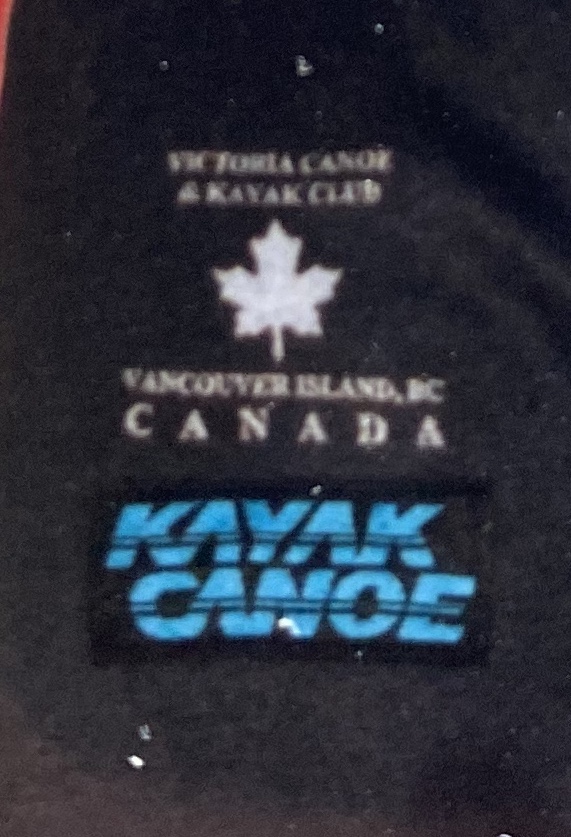 VICTORIA CANOE
& KAYAK CLUB
VANCOUVER ISLAND, BC
CANADA
KAYAK
CANOE